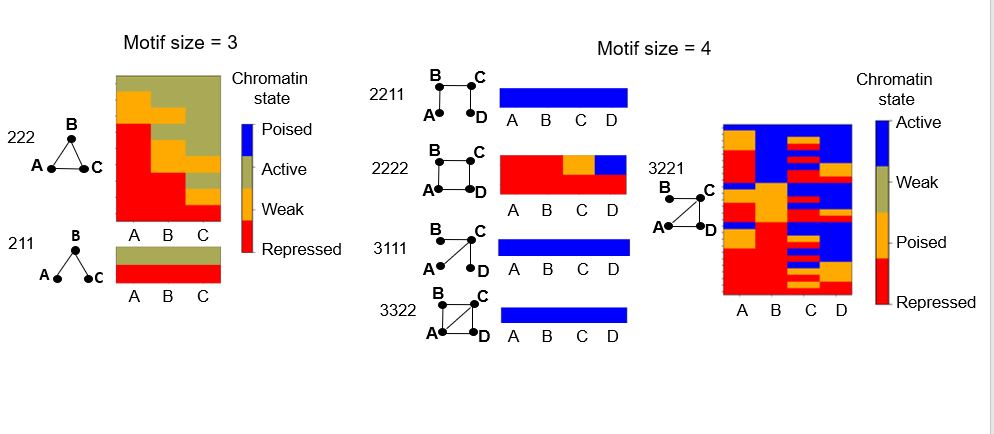 Motif size = 3
Chromatin
state
222
B
A
C
Poised
Active
Weak
Repressed
A B C
211
B
A
C
A B C
Motif size = 4
2211
B
C
A
D
A B C D
2222
B
C
A
D
A B C D
3111
B
C
A
D
A B C D
3322
B
C
A
D
A B C D
Chromatin
state
3221
B
C
A
D
Active
Weak
Poised
Repressed
A B C D